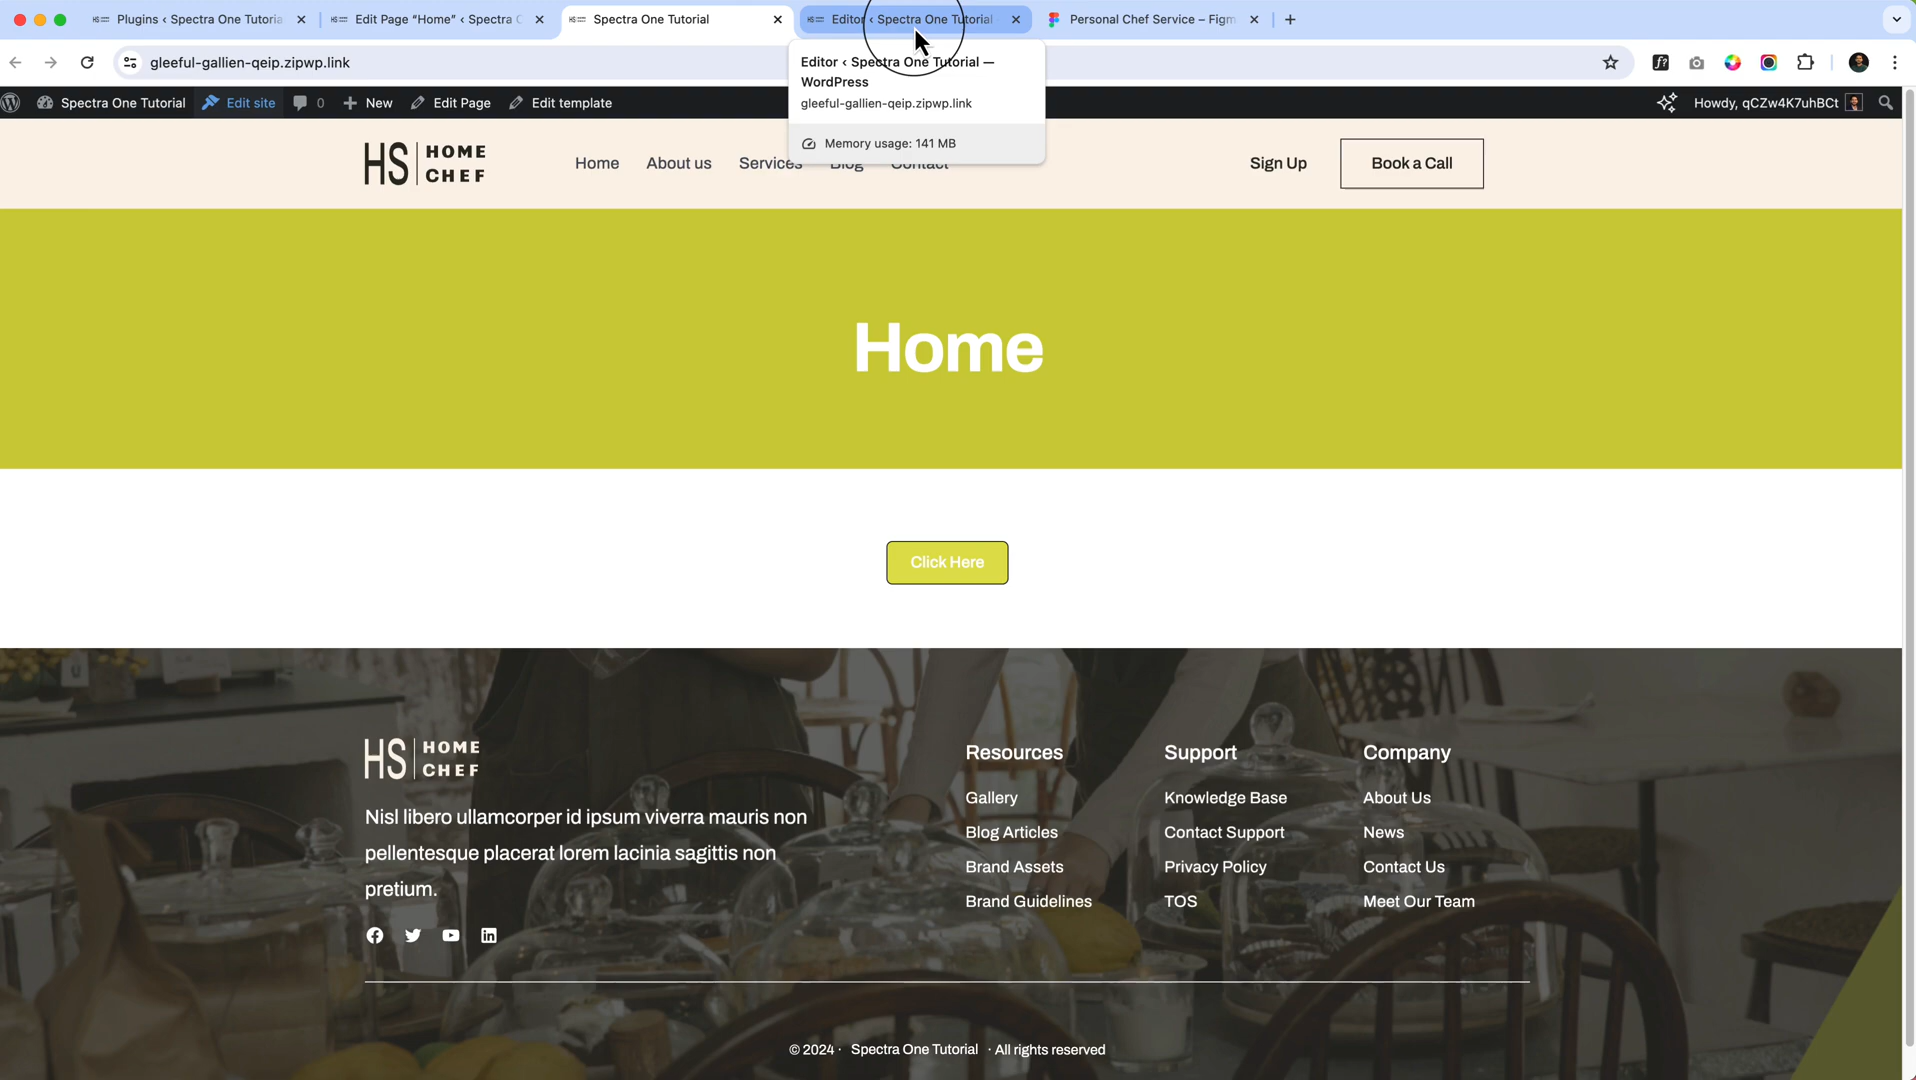 Plugins ‹ Spectra One Tutoria
Edit Page “Home” ‹ Spectra O
Spectra One Tutorial
Editor ‹ Spectra One Tutorial
Personal Chef Service – Figm
gleeful-gallien-qeip.zipwp.link
Editor ‹ Spectra One Tutorial —
WordPress
gleeful-gallien-qeip.zipwp.link
Memory usage: 141 MB
Spectra One Tutorial
Edit site
0
New
Edit Page
Edit template
Howdy, qCZw4K7uhBCt
HS HOME
CHEF
Home
About us
Services
Blog
Contact
Sign Up
Book a Call
Home
Click Here
HS HOME
CHEF
Nisl libero ullamcorper id ipsum viverra mauris non
pellentesque placerat lorem lacinia sagittis non
pretium.
Resources
Gallery
Blog Articles
Brand Assets
Brand Guidelines
Support
Knowledge Base
Contact Support
Privacy Policy
TOS
Company
About Us
News
Contact Us
Meet Our Team
© 2024 · Spectra One Tutorial · All rights reserved